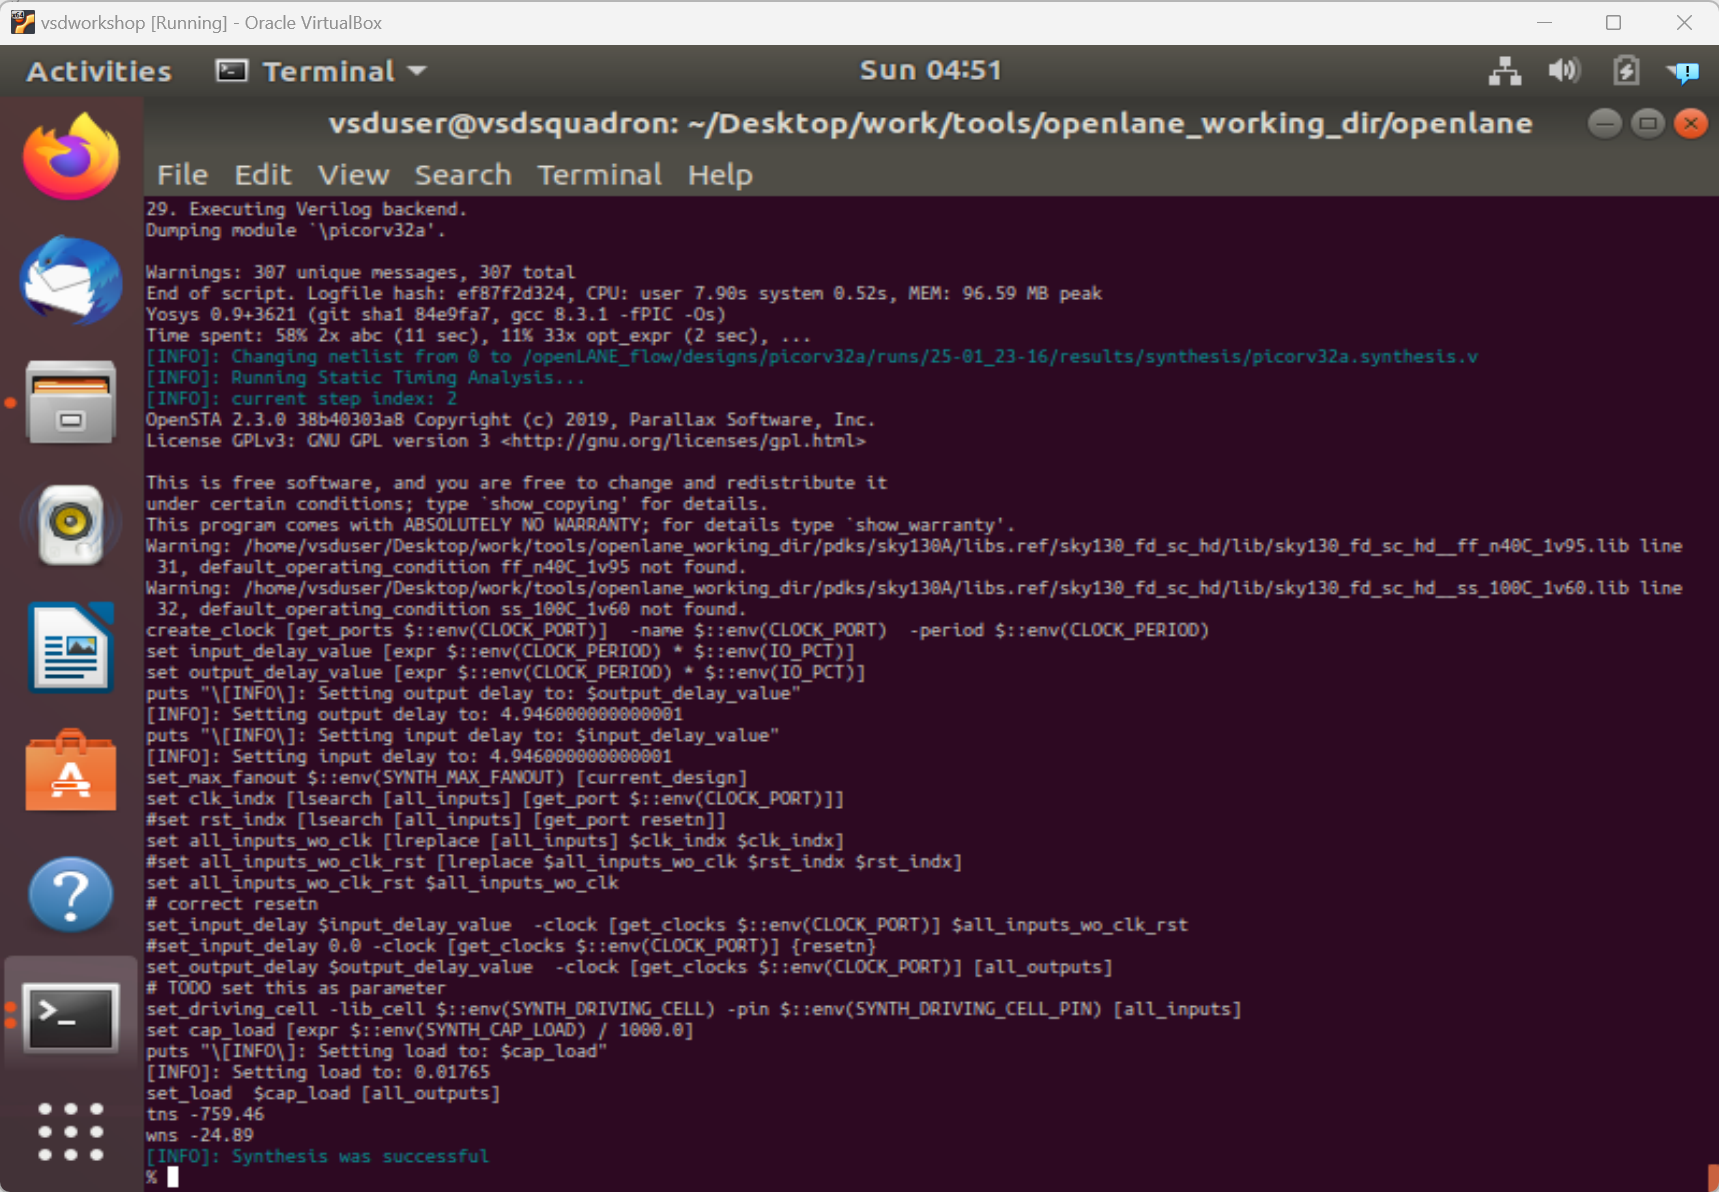 vsdworkshop [Running] - Oracle VirtualBox
Activities Terminal Sun 04:51
vsduser@vsdsquadron: ~/Desktop/work/tools/openlane_working_dir/openlane
File Edit View Search Terminal Help
29. Executing Verilog backend.
Dumping module `\picorv32a'.
Warnings: 307 unique messages, 307 total
End of script. Logfile hash: ef87f2d324, CPU: user 7.90s system 0.52s, MEM: 96.59 MB peak
Yosys 0.9+3621 (git sha1 84e9fa7, gcc 8.3.1 -fPIC -Os)
Time spent: 58% 2x abc (11 sec), 11% 33x opt_expr (2 sec), ...
[INFO]: Changing netlist from 0 to /openLANE_flow/designs/picorv32a/runs/25-01_23-16/results/synthesis/picorv32a.synthesis.v
[INFO]: Running Static Timing Analysis...
[INFO]: current step index: 2
OpenSTA 2.3.0 38b40303a8 Copyright (c) 2019, Parallax Software, Inc.
License GPLv3: GNU GPL version 3 <http://gnu.org/licenses/gpl.html>
This is free software, and you are free to change and redistribute it
under certain conditions; type `show_copying' for details.
This program comes with ABSOLUTELY NO WARRANTY; for details type `show_warranty'.
Warning: /home/vsduser/Desktop/work/tools/openlane_working_dir/pdks/sky130A/libs.ref/sky130_fd_sc_hd/lib/sky130_fd_sc_hd__ff_n40C_1v95.lib line
31, default_operating_condition ff_n40C_1v95 not found.
Warning: /home/vsduser/Desktop/work/tools/openlane_working_dir/pdks/sky130A/libs.ref/sky130_fd_sc_hd/lib/sky130_fd_sc_hd__ss_100C_1v60.lib line
32, default_operating_condition ss_100C_1v60 not found.
create_clock [get_ports $::env(CLOCK_PORT)]  -name $::env(CLOCK_PORT)  -period $::env(CLOCK_PERIOD)
set input_delay_value [expr $::env(CLOCK_PERIOD) * $::env(IO_PCT)]
set output_delay_value [expr $::env(CLOCK_PERIOD) * $::env(IO_PCT)]
puts "\[INFO\]: Setting output delay to: $output_delay_value"
[INFO]: Setting output delay to: 4.946000000000001
puts "\[INFO\]: Setting input delay to: $input_delay_value"
[INFO]: Setting input delay to: 4.946000000000001
set_max_fanout $::env(SYNTH_MAX_FANOUT) [current_design]
set clk_indx [lsearch [all_inputs] [get_port $::env(CLOCK_PORT)]]
#set rst_indx [lsearch [all_inputs] [get_port resetn]]
set all_inputs_wo_clk [lreplace [all_inputs] $clk_indx $clk_indx]
#set all_inputs_wo_clk_rst [lreplace $all_inputs_wo_clk $rst_indx $rst_indx]
set all_inputs_wo_clk_rst $all_inputs_wo_clk
# correct resetn
set_input_delay $input_delay_value  -clock [get_clocks $::env(CLOCK_PORT)] $all_inputs_wo_clk_rst
#set_input_delay 0.0 -clock [get_clocks $::env(CLOCK_PORT)] {resetn}
set_output_delay $output_delay_value  -clock [get_clocks $::env(CLOCK_PORT)] [all_outputs]
# TODO set this as parameter
set_driving_cell -lib_cell $::env(SYNTH_DRIVING_CELL) -pin $::env(SYNTH_DRIVING_CELL_PIN) [all_inputs]
set cap_load [expr $::env(SYNTH_CAP_LOAD) / 1000.0]
puts "\[INFO\]: Setting load to: $cap_load"
[INFO]: Setting load to: 0.01765
set_load  $cap_load [all_outputs]
tns -759.46
wns -24.89
[INFO]: Synthesis was successful
%